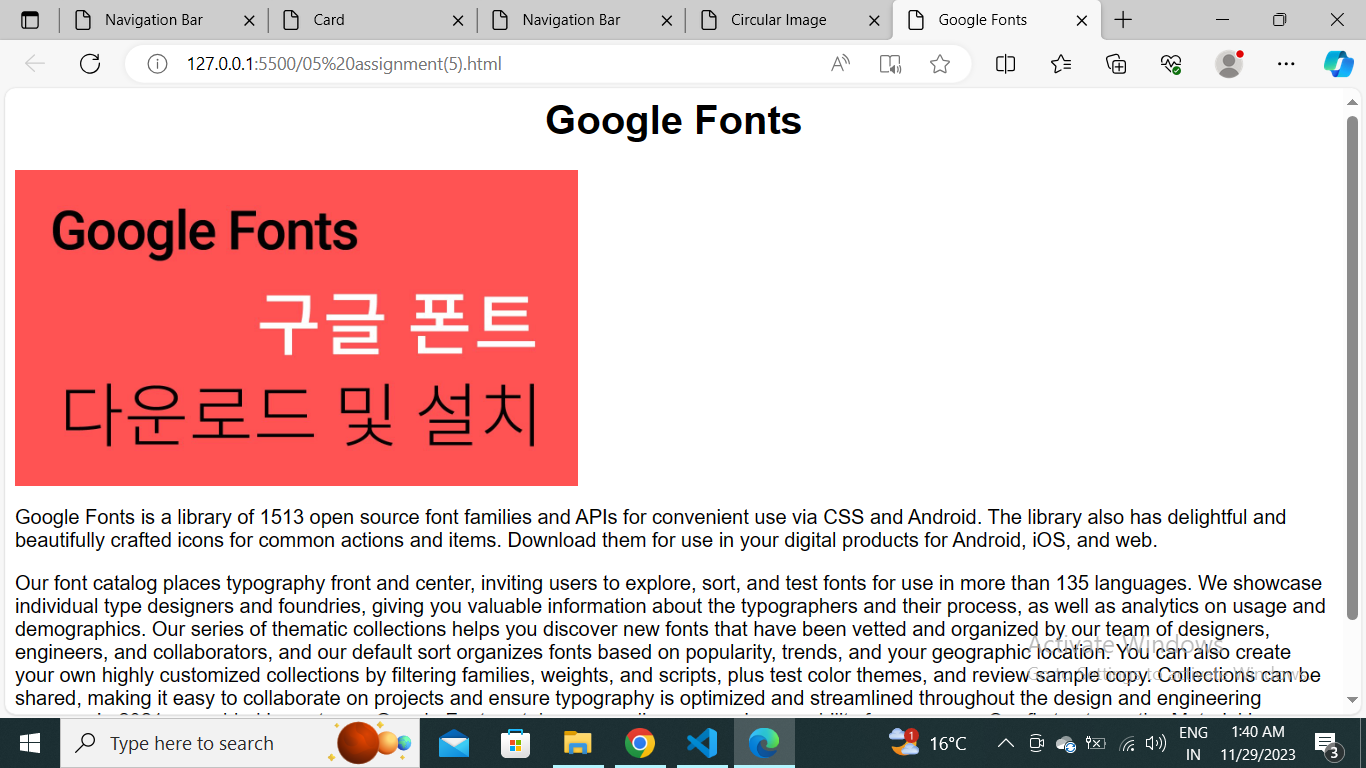 Navigation Bar
Card
Navigation Bar
Circular Image
Google Fonts
127.0.0.1:5500/05%20assignment(5).html
Google Fonts
Google Fonts
구글 폰트
다운로드 및 설치
Google Fonts is a library of 1513 open source font families and APIs for convenient use via CSS and Android. The library also has delightful and
beautifully crafted icons for common actions and items. Download them for use in your digital products for Android, iOS, and web.
Our font catalog places typography front and center, inviting users to explore, sort, and test fonts for use in more than 135 languages. We showcase
individual type designers and foundries, giving you valuable information about the typographers and their process, as well as analytics on usage and
demographics. Our series of thematic collections helps you discover new fonts that have been vetted and organized by our team of designers,
engineers, and collaborators, and our default sort organizes fonts based on popularity, trends, and your geographic location. You can also create
your own highly customized collections by filtering families, weights, and scripts, plus test color themes, and review sample copy. Collections can be
shared, making it easy to collaborate on projects and ensure typography is optimized and streamlined throughout the design and engineering
Activate Windows
Go to Settings to activate Windows.
Type here to search
1
16°C
ENG
IN
1:40 AM
11/29/2023
3